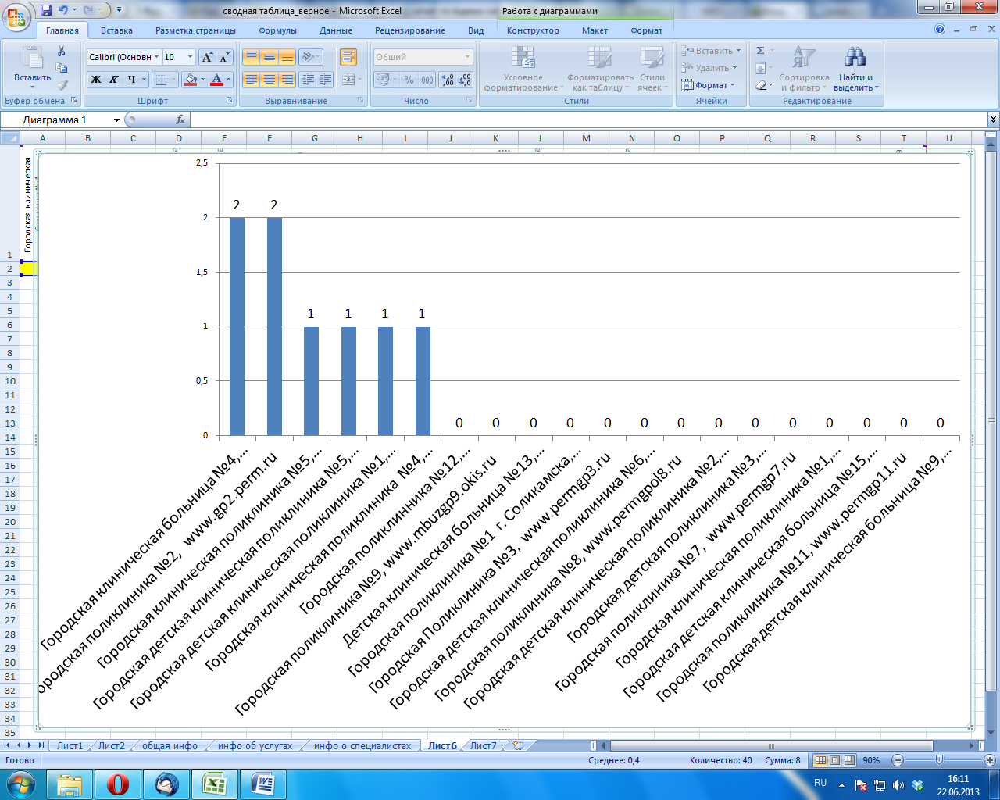 сводная таблица_верное - Microsoft Excel
Работа с диаграммами
Главная Вставка Разметка страницы Формулы Данные Рецензирование Вид Конструктор Макет Формат
Вставить
Буфер обмена
Calibri (Основн 10
Ж К Ч
Шрифт
Выравнивание
Общий
% 000 ,00 ,00
Число
Условное форматирование
Форматировать как таблицу
Стили ячеек
Стили
Вставить
Удалить
Формат
Ячейки
Сортировка и фильтр
Найти и выделить
Редактирование
Диаграмма 1 fx
A B C D E F G H I J K L M N O P Q R S T U
1
2
3
4
5
6
7
8
9
10
11
12
13
14
15
16
17
18
19
20
21
22
23
24
25
26
27
28
29
30
31
32
33
34
35
Городская клиническая
2,5
2
1,5
1
0,5
0
2 2 1 1 1 1 0 0 0 0 0 0 0 0 0 0 0 0 0 0
Городская клиническая больница №4,...
ородская поликлиника №2, www.gp2.perm.ru
Городская клиническая поликлиника №5,...
Городская детская клиническая поликлиника №5,...
Городская детская клиническая поликлиника №1,...
Городская клиническая поликлиника №4,...
Городская поликлинника №12,...
Городская поликлиника №9, www.mbuzgp9.okis.ru
Детская клиническая больница №13,...
Городская поликлиника №1 г. Соликамска,...
Городская Поликлиника №3, www.permgp3.ru
Городская детская клиническая поликлиника №6,...
Городская поликлиника №8, www.permgpol8.ru
Городская детская клиническая поликлиника №2,...
Городская детская поликлиника №3,...
Городская поликлиника №7, www.permgp7.ru
Городская клиническая поликлиника №1,...
Городская детская клиническая больница №15,...
Городская поликлиника №11, www.permgp11.ru
Городская детская клиническая больница №9,...
Лист1 Лист2 общая инфо инфо об услугах инфо о специалистах Лист6 Лист7
Готово Среднее: 0,4 Количество: 40 Сумма: 8 90%
RU 16:11
22.06.2013